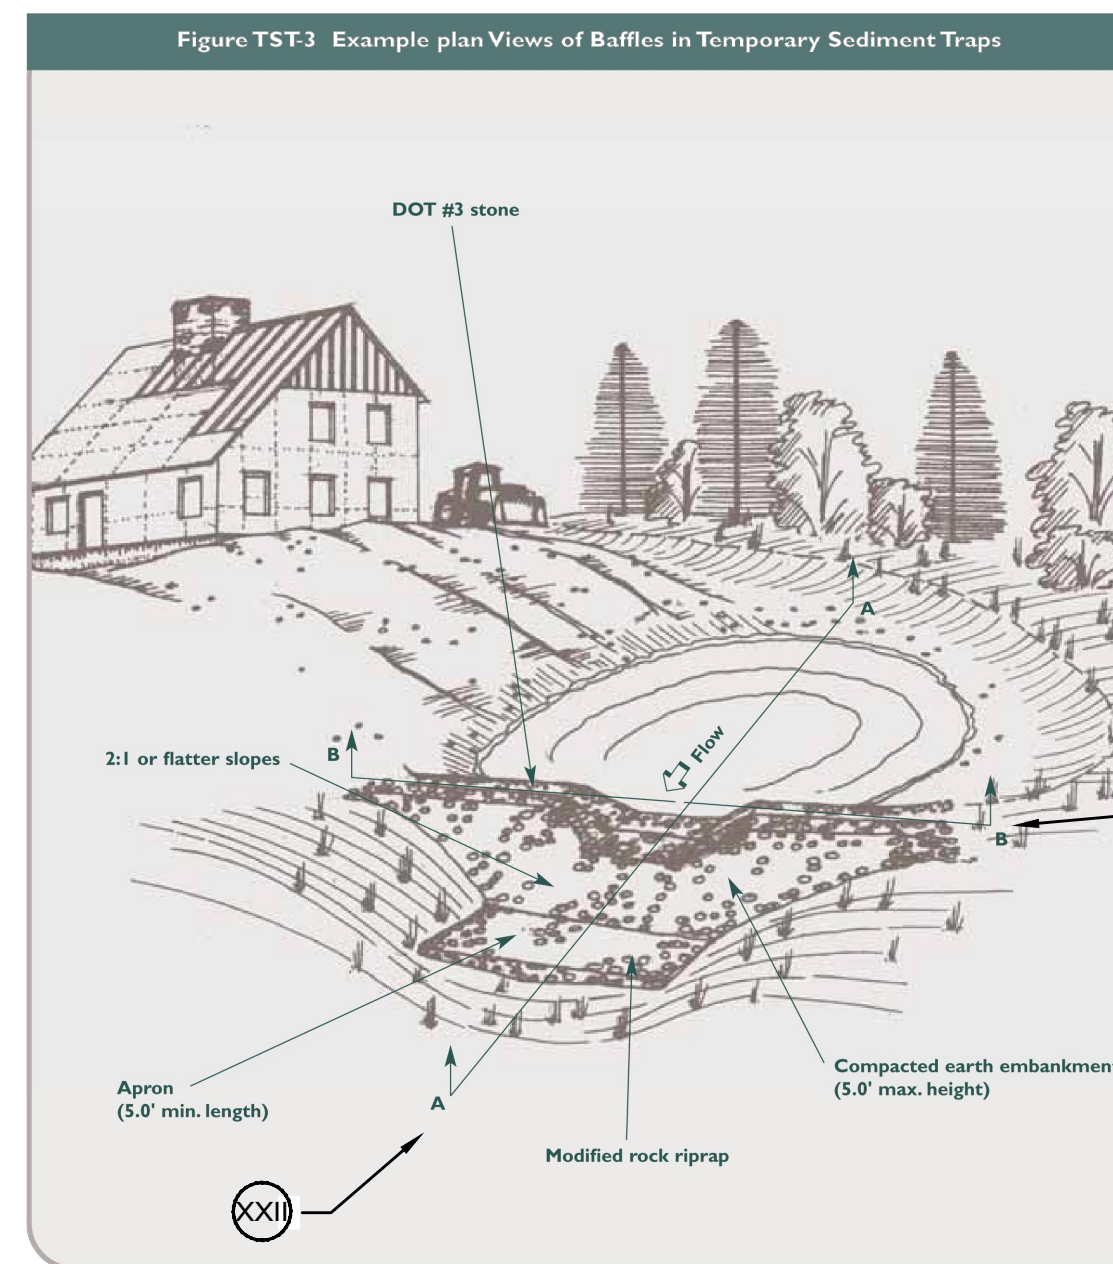 Figure TST-3 Example plan Views of Baffles in Temporary Sediment Traps
DOT #3 stone
A
Flow
B
2:1 or flatter slopes
B
Compacted earth embankmen
(5.0' max. height)
Apron
(5.0' min. length)
A
Modified rock riprap
XXII